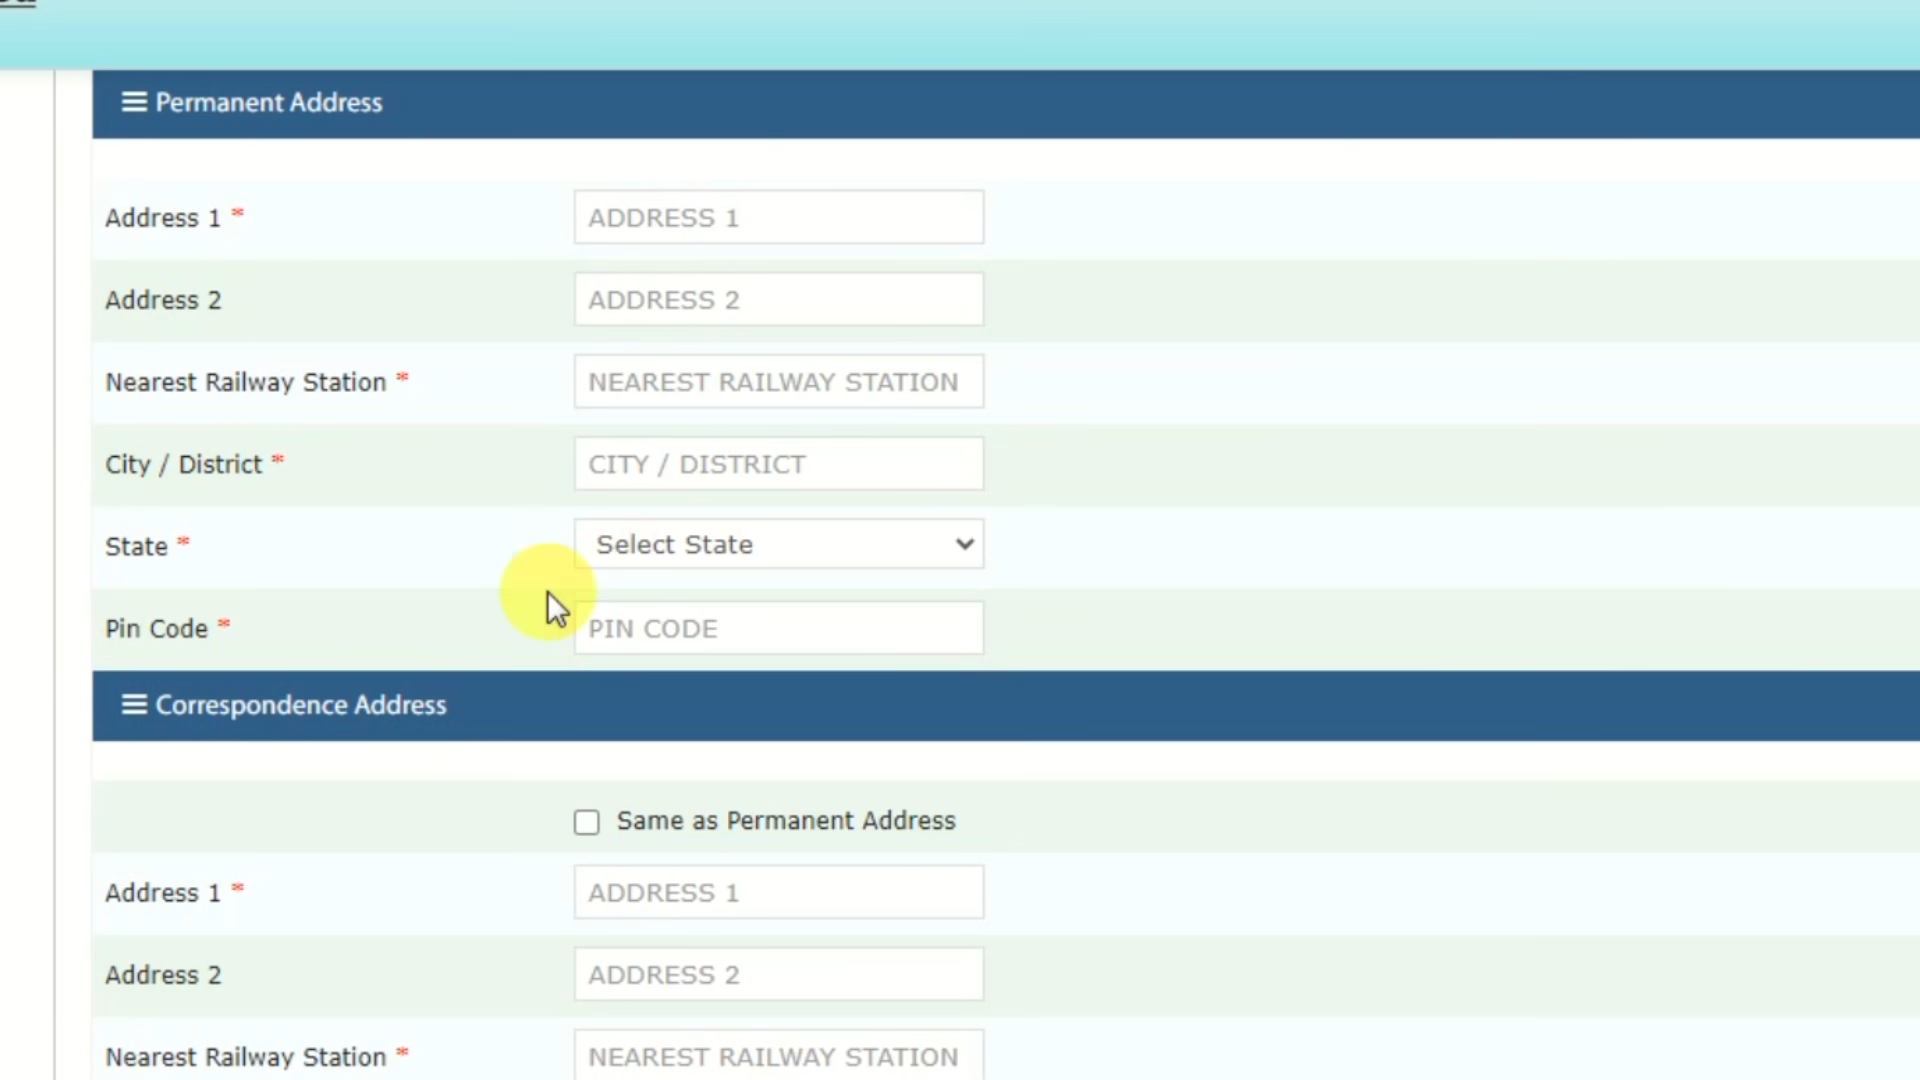 Permanent Address
Address 1 * ADDRESS 1
Address 2 ADDRESS 2
Nearest Railway Station * NEAREST RAILWAY STATION
City / District * CITY / DISTRICT
State * Select State
Pin Code * PIN CODE
Correspondence Address
Same as Permanent Address
Address 1 * ADDRESS 1
Address 2 ADDRESS 2
Nearest Railway Station * NEAREST RAILWAY STATION